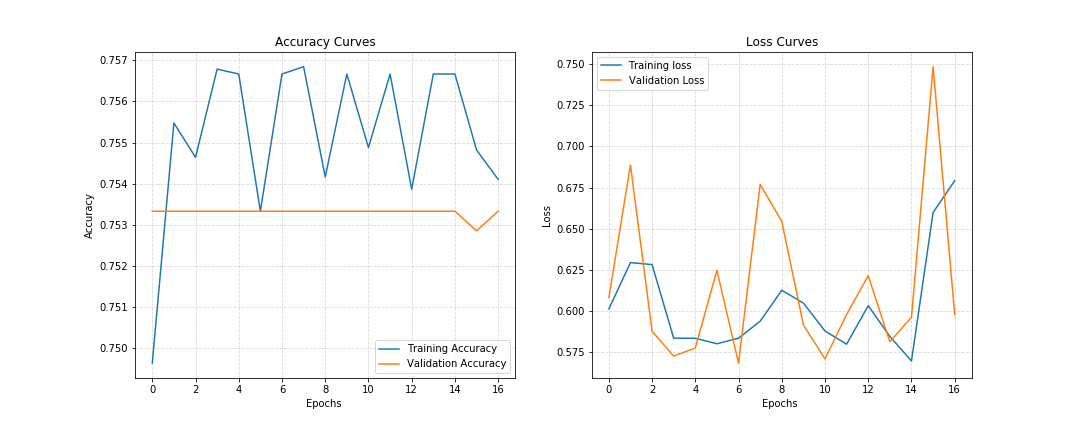 Accuracy Curves
0.757
0.756
0.755
0.754
0.753
0.752
0.751
0.750
Accuracy
Training Accuracy
Validation Accuracy
0 2 4 6 8 10 12 14 16
Epochs
Loss Curves
Training loss
Validation Loss
0.750
0.725
0.700
0.675
0.650
0.625
0.600
0.575
Loss
0 2 4 6 8 10 12 14 16
Epochs